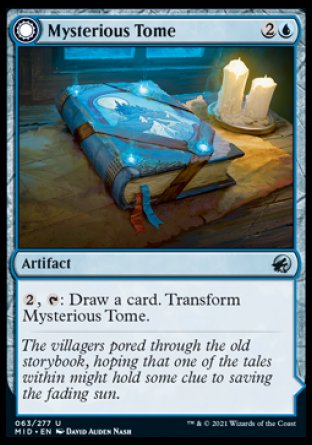 Mysterious Tome 2
Artifact
2, : Draw a card. Transform
Mysterious Tome.
The villagers pored through the old
storybook, hoping that one of the tales
within might hold some clue to saving
the fading sun.
063/277 U
MID • EN DAVID AUDEN NASH
™ & © 2021 Wizards of the Coast